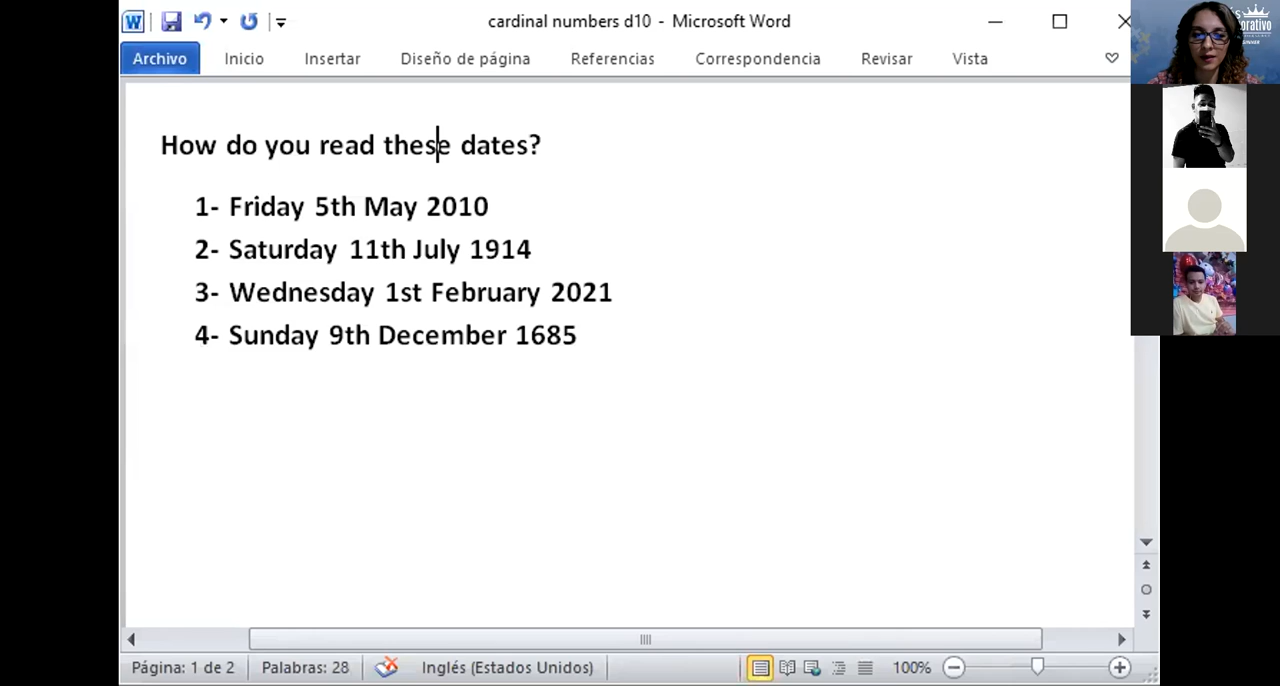 cardinal numbers d10 - Microsoft Word
Archivo Inicio Insertar Diseño de página Referencias Correspondencia Revisar Vista
How do you read these dates?
1- Friday 5th May 2010
2- Saturday 11th July 1914
3- Wednesday 1st February 2021
4- Sunday 9th December 1685
Página: 1 de 2 Palabras: 28 Inglés (Estados Unidos) 100%